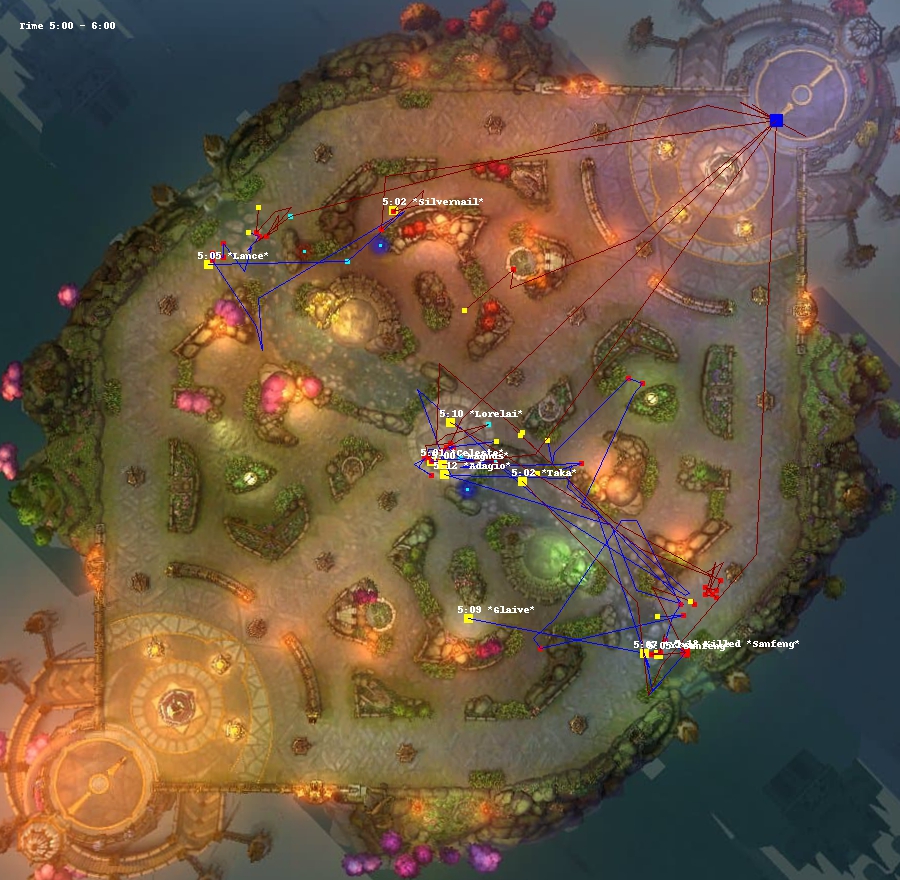 Time 5:00 - 6:00
5:02 *Silvernail*
5:05 *Lance*
5:10 *Lorelai*
5:02 *Taka*
5:12 *Adagio*
5:09 *Glaive*
Killed *Sanfeng*